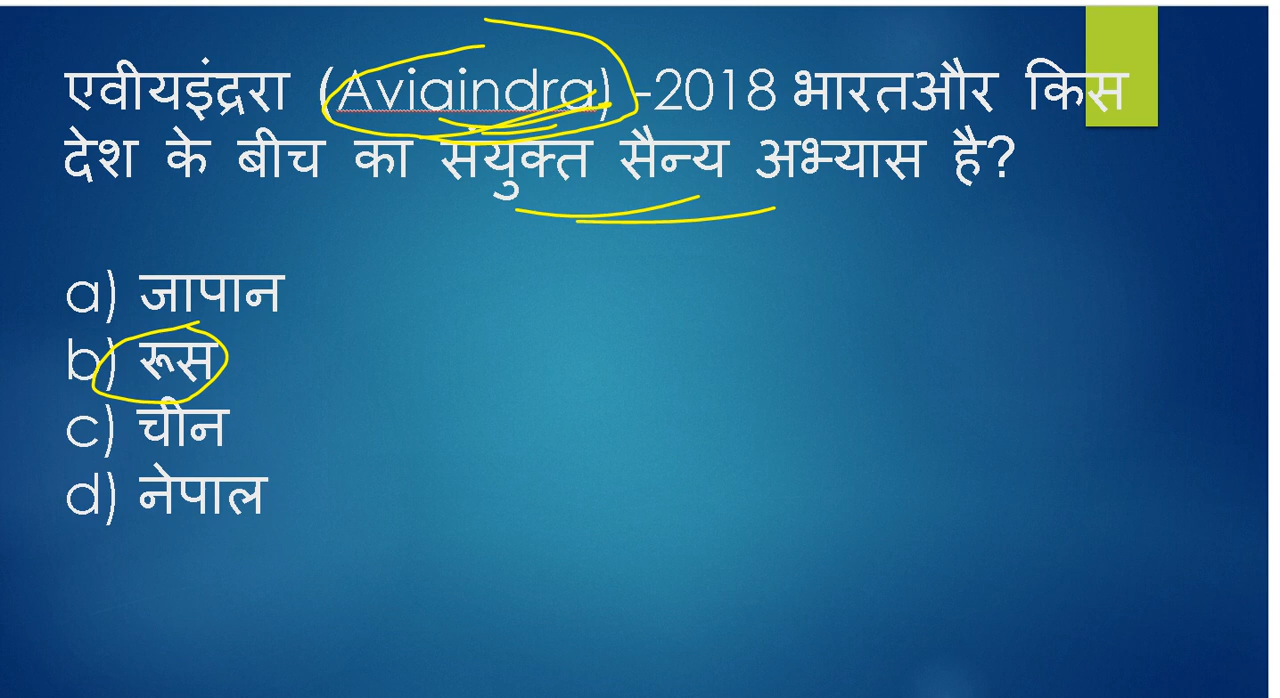 एवीयइंद्ररा (Aviaindra) -2018 भारतऔर किस
देश के बीच का संयुक्त सैन्य अभ्यास है?
a) जापान
b) रूस
c) चीन
d) नेपाल